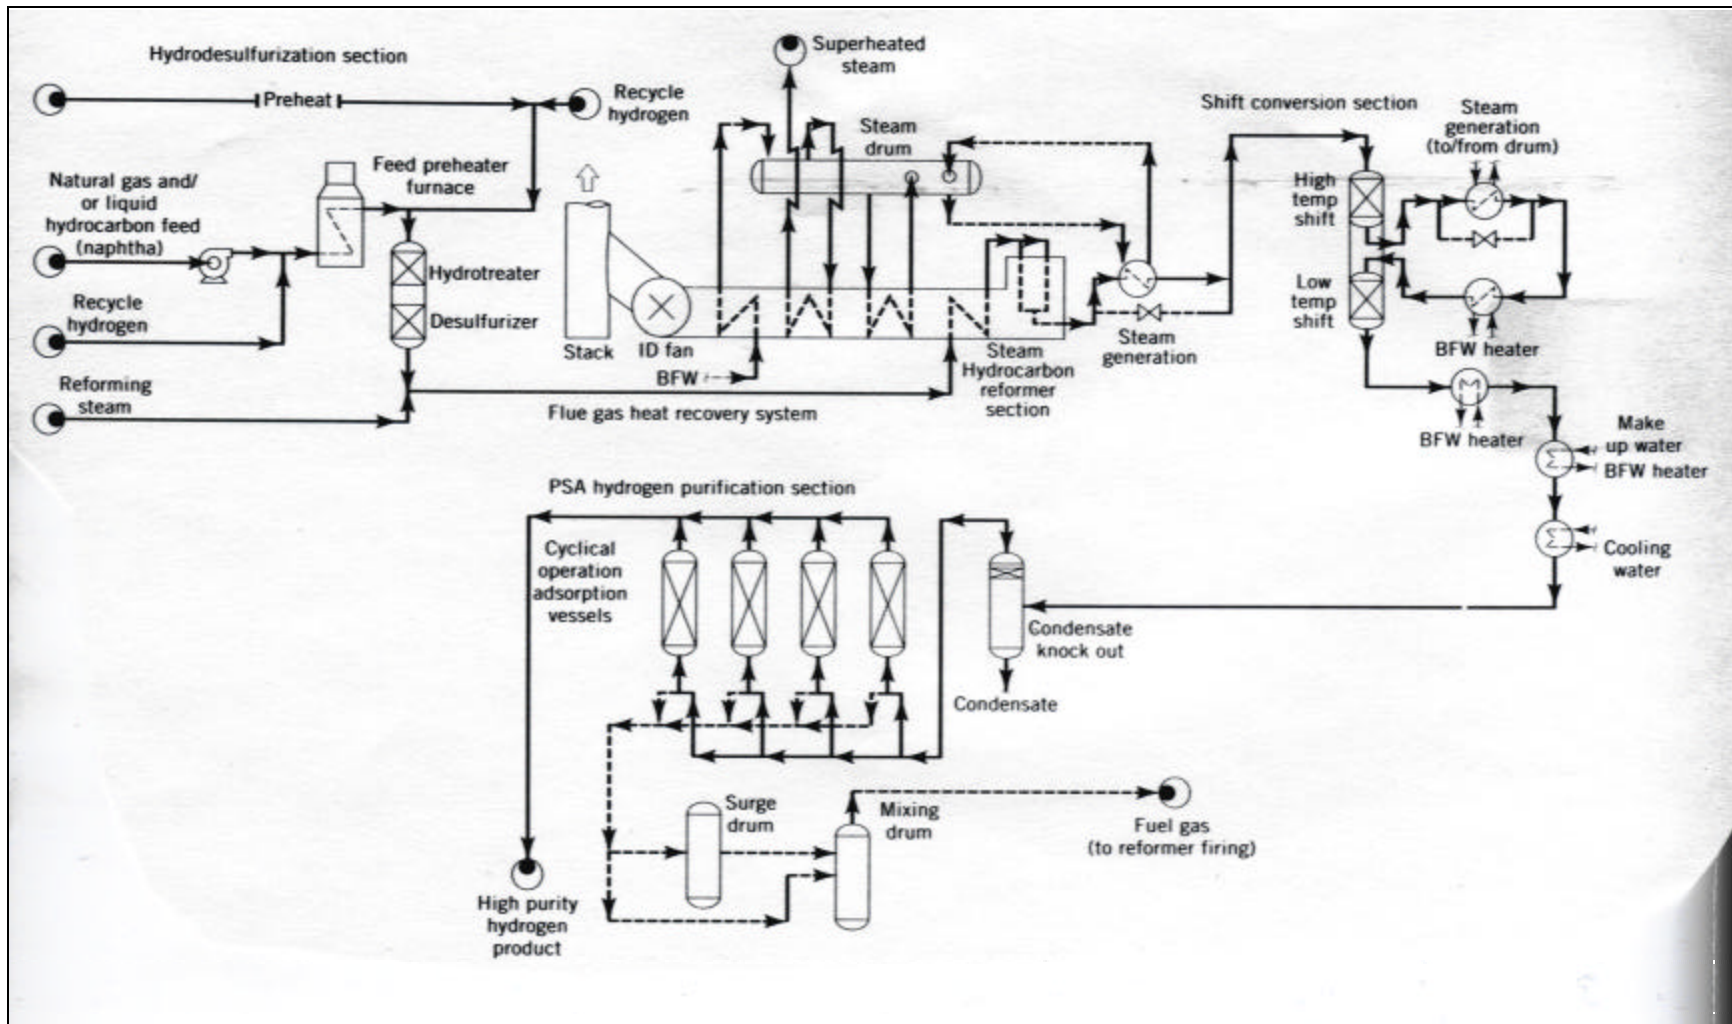 Hydrodesulfurization section
Preheat
Recycle
hydrogen
Natural gas and/
or liquid
hydrocarbon feed
(naphtha)
Feed preheater
furnace
Recycle
hydrogen
Hydrotreater
Desulfurizer
Reforming
steam
Superheated
steam
Steam
drum
Stack
ID fan
BFW
Flue gas heat recovery system
Steam
Hydrocarbon
reformer
section
Steam
generation
Shift conversion section
Steam
generation
(to/from drum)
High
temp
shift
Low
temp
shift
BFW heater
BFW heater
Make
up water
BFW heater
Cooling
water
PSA hydrogen purification section
Cyclical
operation
adsorption
vessels
Condensate
knock out
Condensate
Surge
drum
Mixing
drum
Fuel gas
(to reformer firing)
High purity
hydrogen
product